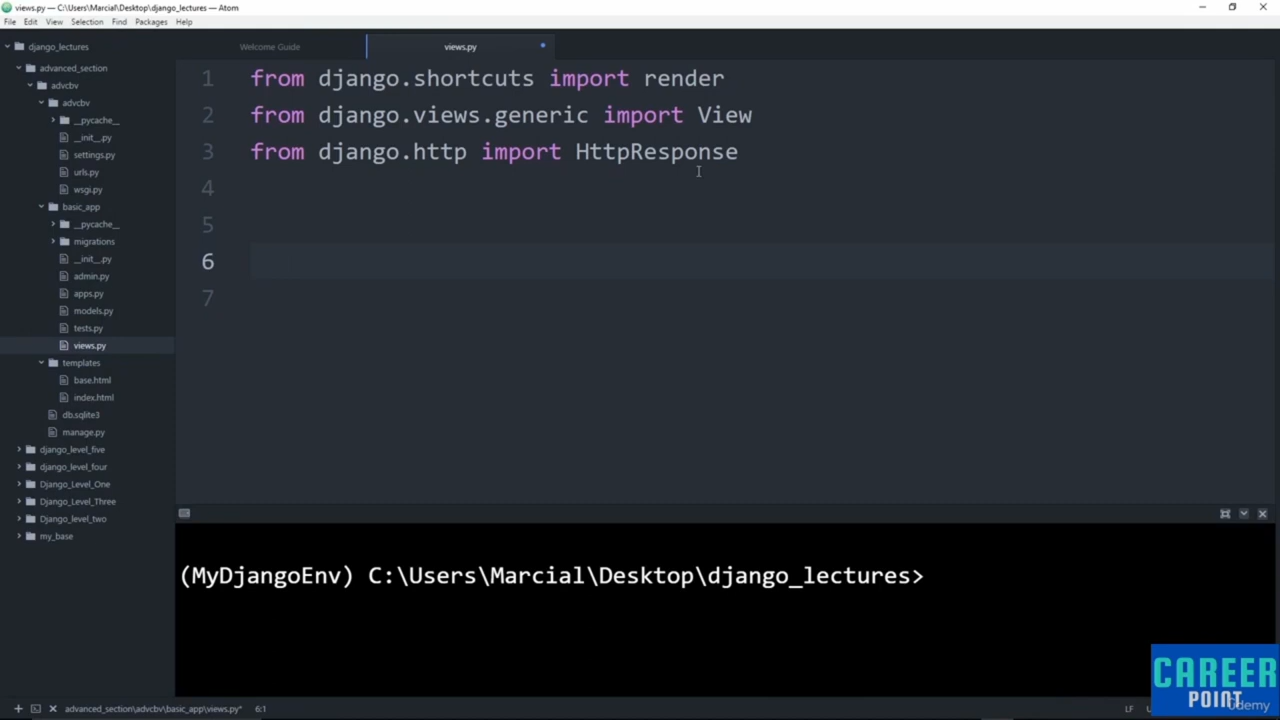 views.py — C:\Users\Marcial\Desktop\django_lectures — Atom
File Edit View Selection Find Packages Help
django_lectures
advanced_section
advcbv
advcbv
__pycache__
__init__.py
settings.py
urls.py
wsgi.py
basic_app
__pycache__
migrations
__init__.py
admin.py
apps.py
models.py
tests.py
views.py
templates
base.html
index.html
db.sqlite3
manage.py
django_level_five
django_level_four
Django_Level_One
Django_Level_Three
Django_level_two
my_base
Welcome Guide
views.py
1 from django.shortcuts import render
2 from django.views.generic import View
3 from django.http import HttpResponse
4
5
6
7
(MyDjangoEnv) C:\Users\Marcial\Desktop\django_lectures>
advanced_section\advcbv\basic_app\views.py* 6:1
LF
CAREER
POINT
Udemy